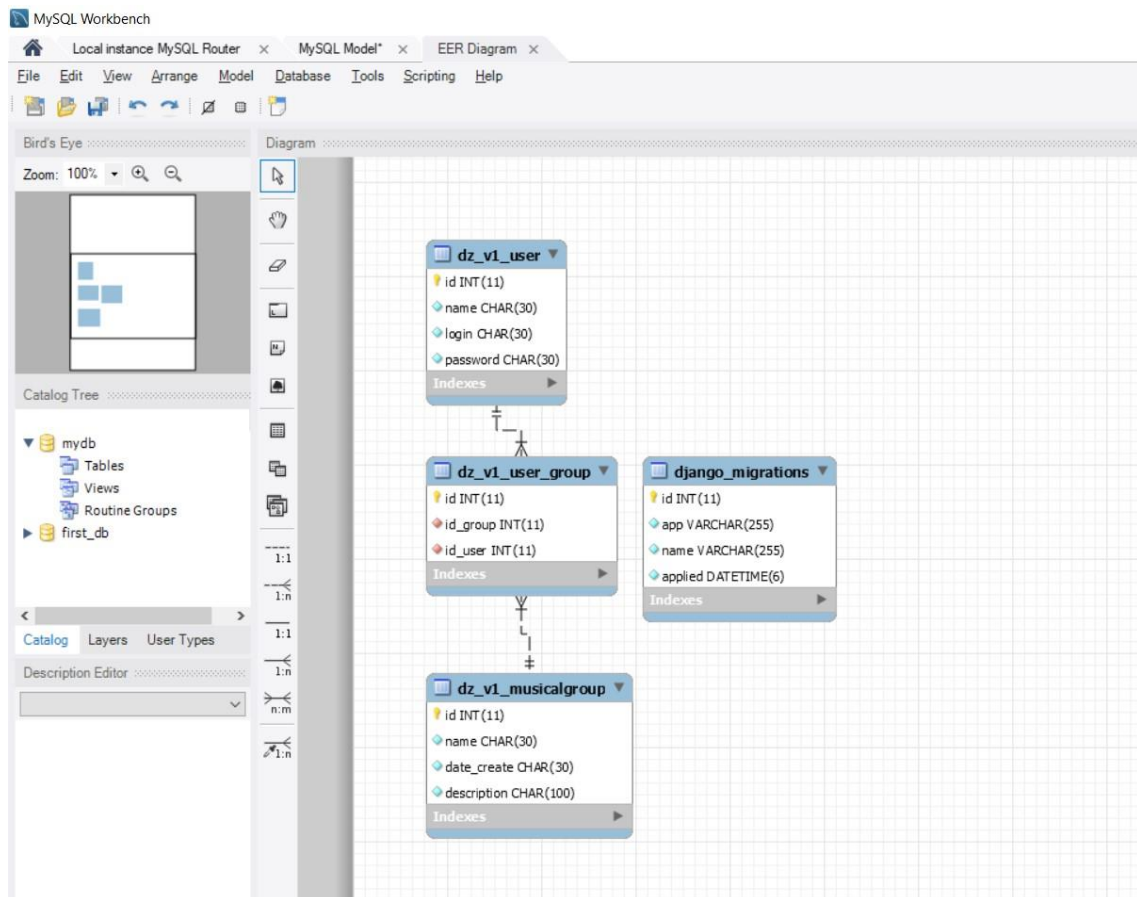 MySQL Workbench
Local instance MySQL Router × MySQL Model* × EER Diagram ×
File Edit View Arrange Model Database Tools Scripting Help
Bird's Eye
Zoom: 100%
Catalog Tree
mydb
Tables
Views
Routine Groups
first_db
Catalog Layers User Types
Description Editor
Diagram
1:1
1:n
1:1
1:n
n:m
1:n
dz_v1_user
id INT(11)
name CHAR(30)
login CHAR(30)
password CHAR(30)
Indexes
dz_v1_user_group
id INT(11)
id_group INT(11)
id_user INT(11)
Indexes
django_migrations
id INT(11)
app VARCHAR(255)
name VARCHAR(255)
applied DATETIME(6)
Indexes
dz_v1_musicalgroup
id INT(11)
name CHAR(30)
date_create CHAR(30)
description CHAR(100)
Indexes